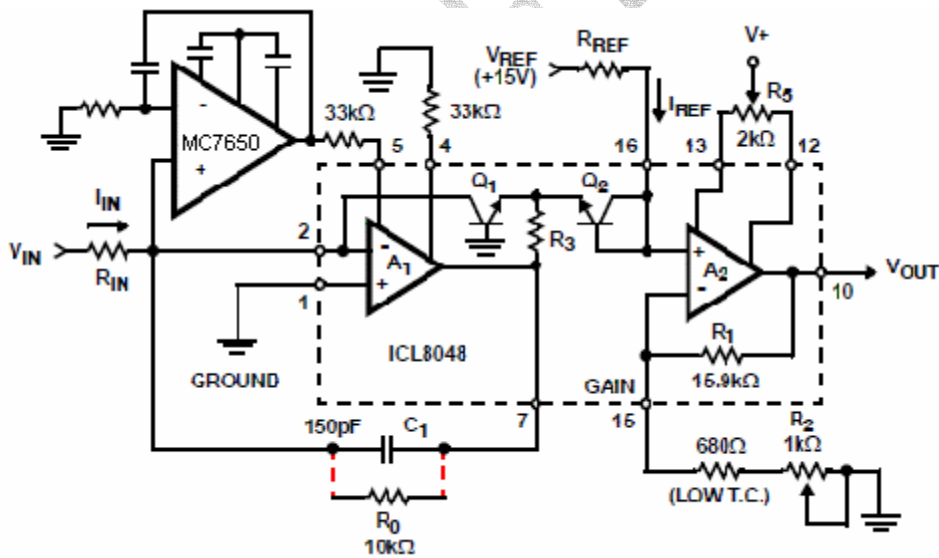 V+
VREF
(+15V)
RREF
IREF
R5
2kΩ
33kΩ
33kΩ
-
MC7650
+
5
4
16
13
12
IIN
Q1
Q2
R3
VIN
RIN
2
-
A1
+
1
+
A2
-
VOUT
10
ICL8048
R1
15.9kΩ
GROUND
GAIN
7
15
150pF
C1
680Ω
(LOW T.C.)
R2
1kΩ
R0
10kΩ